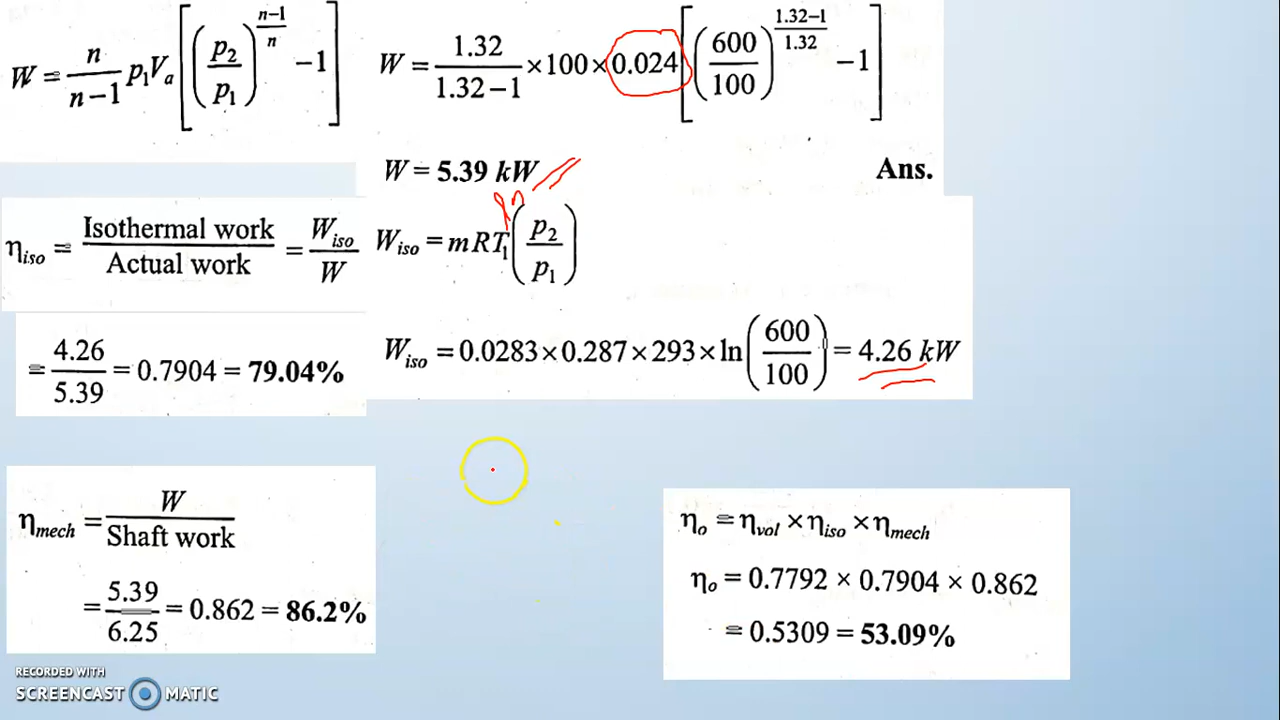 W = n/(n−1) p₁Vₐ [(p₂/p₁)^((n−1)/n) −1]
W = 1.32/(1.32−1) ×100×0.024 [(600/100)^((1.32−1)/1.32) −1]
W = 5.39 kW Ans.
η_iso = Isothermal work/Actual work = W_iso/W
ln
W_iso = mRT₁ (p₂/p₁)
W_iso = 0.0283×0.287×293×ln(600/100) = 4.26 kW
= 4.26/5.39 = 0.7904 = 79.04%
η_mech = W/Shaft work
= 5.39/6.25 = 0.862 = 86.2%
η_o = η_vol ×η_iso ×η_mech
η_o = 0.7792 × 0.7904 × 0.862
= 0.5309 = 53.09%
RECORDED WITH
SCREENCAST MATIC